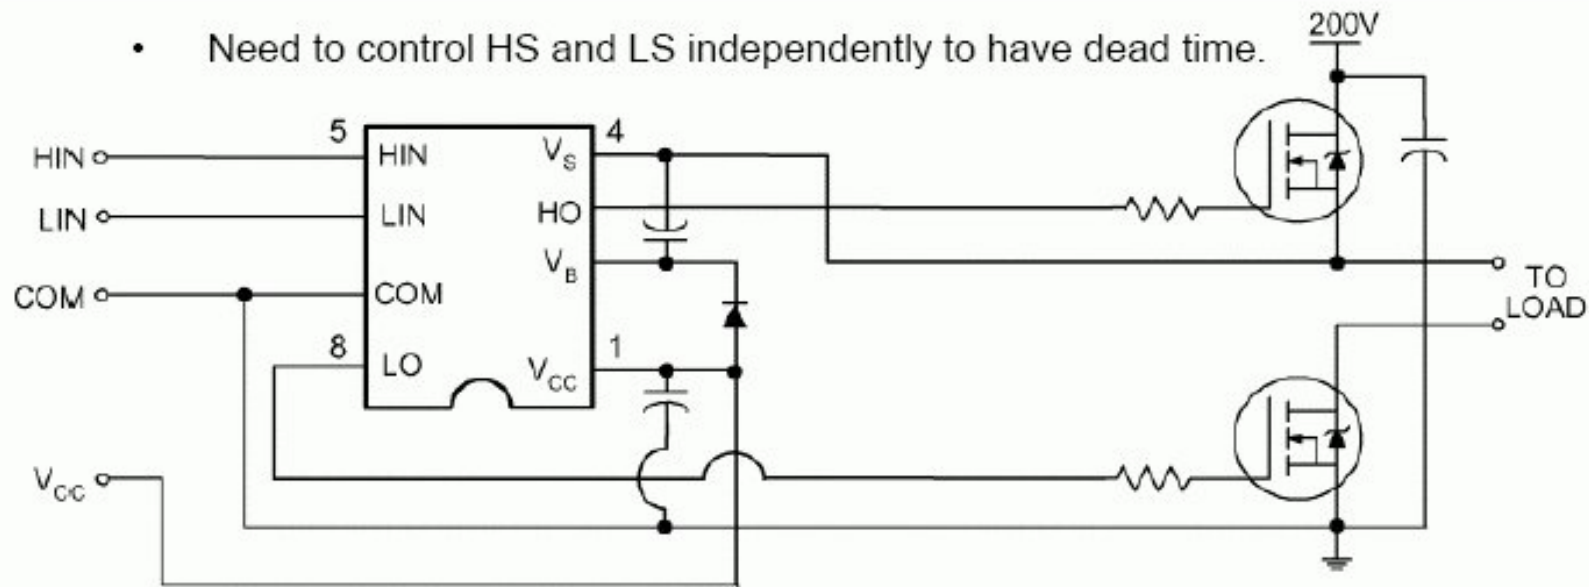 • Need to control HS and LS independently to have dead time.
200V
HIN
5
HIN
VS
4
LIN
LIN
HO
VB
COM
COM
TO
LOAD
8
LO
VCC
1
VCC